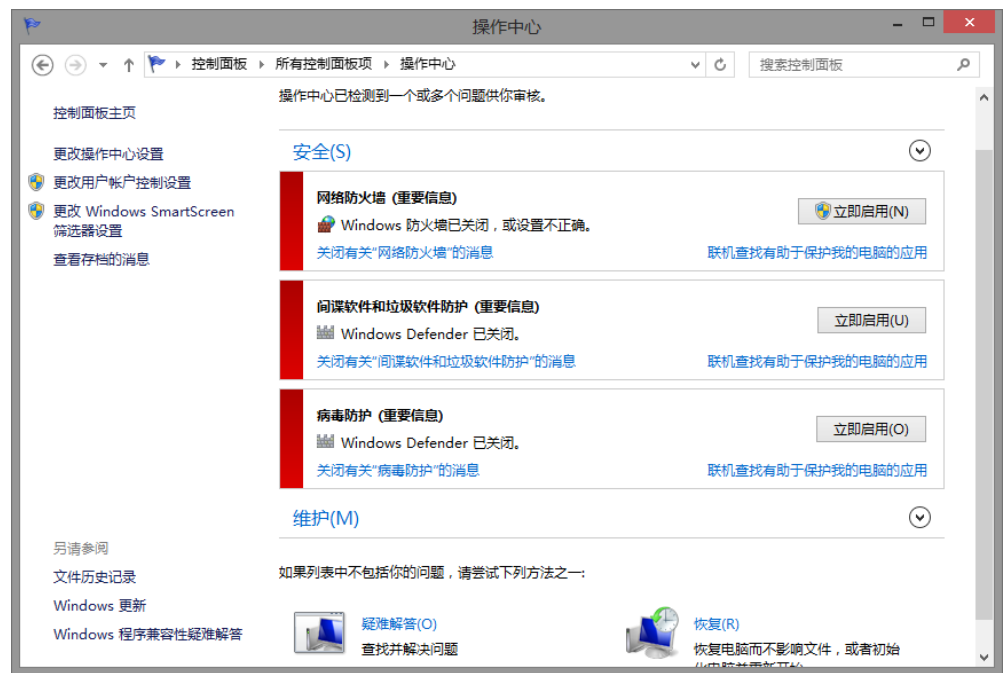 操作中心
控制面板 所有控制面板项 操作中心
搜索控制面板
控制面板主页
更改操作中心设置
更改用户帐户控制设置
更改 Windows SmartScreen
筛选器设置
查看存档的消息
操作中心已检测到一个或多个问题供你审核。
安全(S)
网络防火墙 (重要信息)
立即启用(N)
Windows 防火墙已关闭，或设置不正确。
关闭有关"网络防火墙"的消息
联机查找有助于保护我的电脑的应用
间谍软件和垃圾软件防护 (重要信息)
立即启用(U)
Windows Defender 已关闭。
关闭有关"间谍软件和垃圾软件防护"的消息
联机查找有助于保护我的电脑的应用
病毒防护 (重要信息)
立即启用(O)
Windows Defender 已关闭。
关闭有关"病毒防护"的消息
联机查找有助于保护我的电脑的应用
维护(M)
如果列表中不包括你的问题，请尝试下列方法之一:
疑难解答(O)
查找并解决问题
恢复(R)
恢复电脑而不影响文件，或者初始
化电脑并重新开始
另请参阅
文件历史记录
Windows 更新
Windows 程序兼容性疑难解答